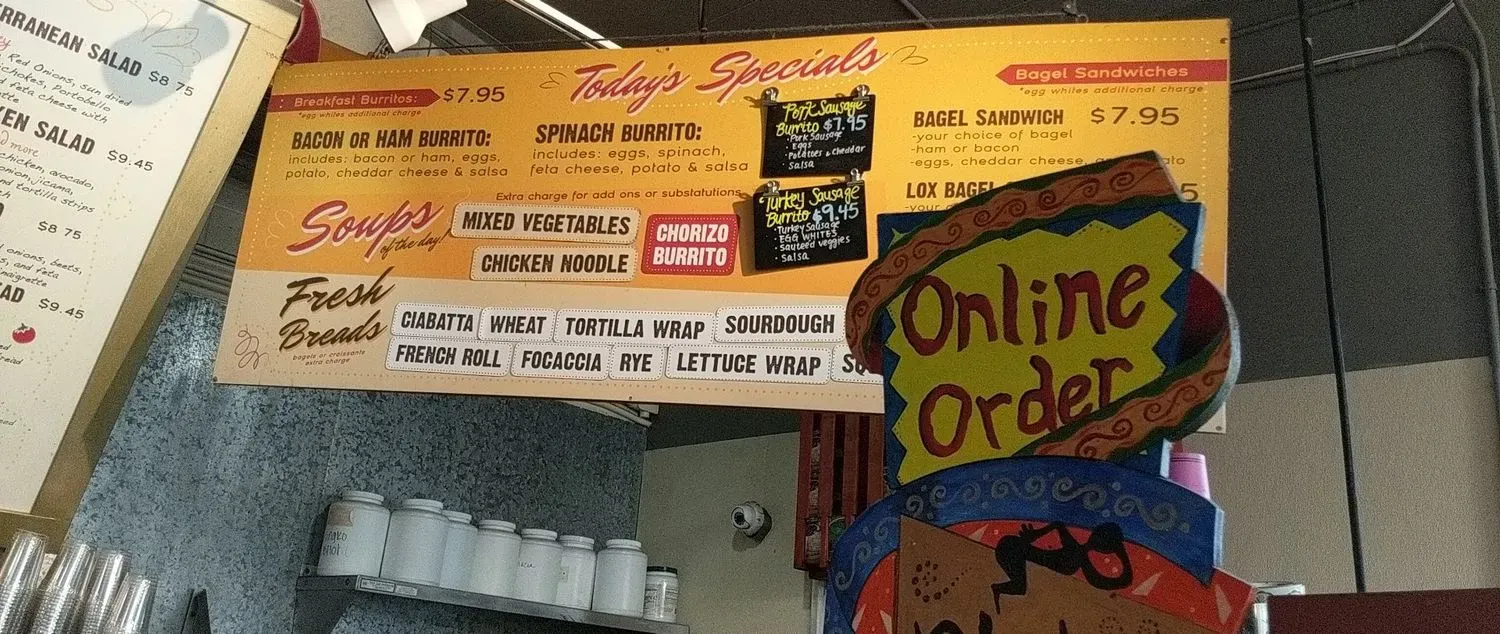 RRANEAN SALAD $8 75
Red Onions, sun dried
chokes, portobello
feta cheese with
EN SALAD $9.45
more
chicken, avocado,
onion, jicama,
tortilla strips
$8 75
onions, beets,
and feta
$9.45
Today's Specials
Breakfast Burritos: $7.95
*egg whites additional charge
BACON OR HAM BURRITO:
includes: bacon or ham, eggs,
potato, cheddar cheese & salsa
SPINACH BURRITO:
includes: eggs, spinach,
feta cheese, potato & salsa
Extra charge for add ons or substatutions
Pork Sausage
Burrito $7.95
• Pork Sausage
• Eggs
• Potatoes & Cheddar
• Salsa
Turkey Sausage
Burrito $9.45
• Turkey Sausage
• EGG WHITES
• Sauteed veggies
• Salsa
Bagel Sandwiches
*egg whites additional charge
BAGEL SANDWICH $7.95
-your choice of bagel
-ham or bacon
-eggs, cheddar cheese,
LOX BAGEL
Soups
of the day!
MIXED VEGETABLES
CHICKEN NOODLE
CHORIZO
BURRITO
Fresh
Breads
bagels or croissants
extra charge
CIABATTA WHEAT TORTILLA WRAP SOURDOUGH
FRENCH ROLL FOCACCIA RYE LETTUCE WRAP SQ
Online
Order